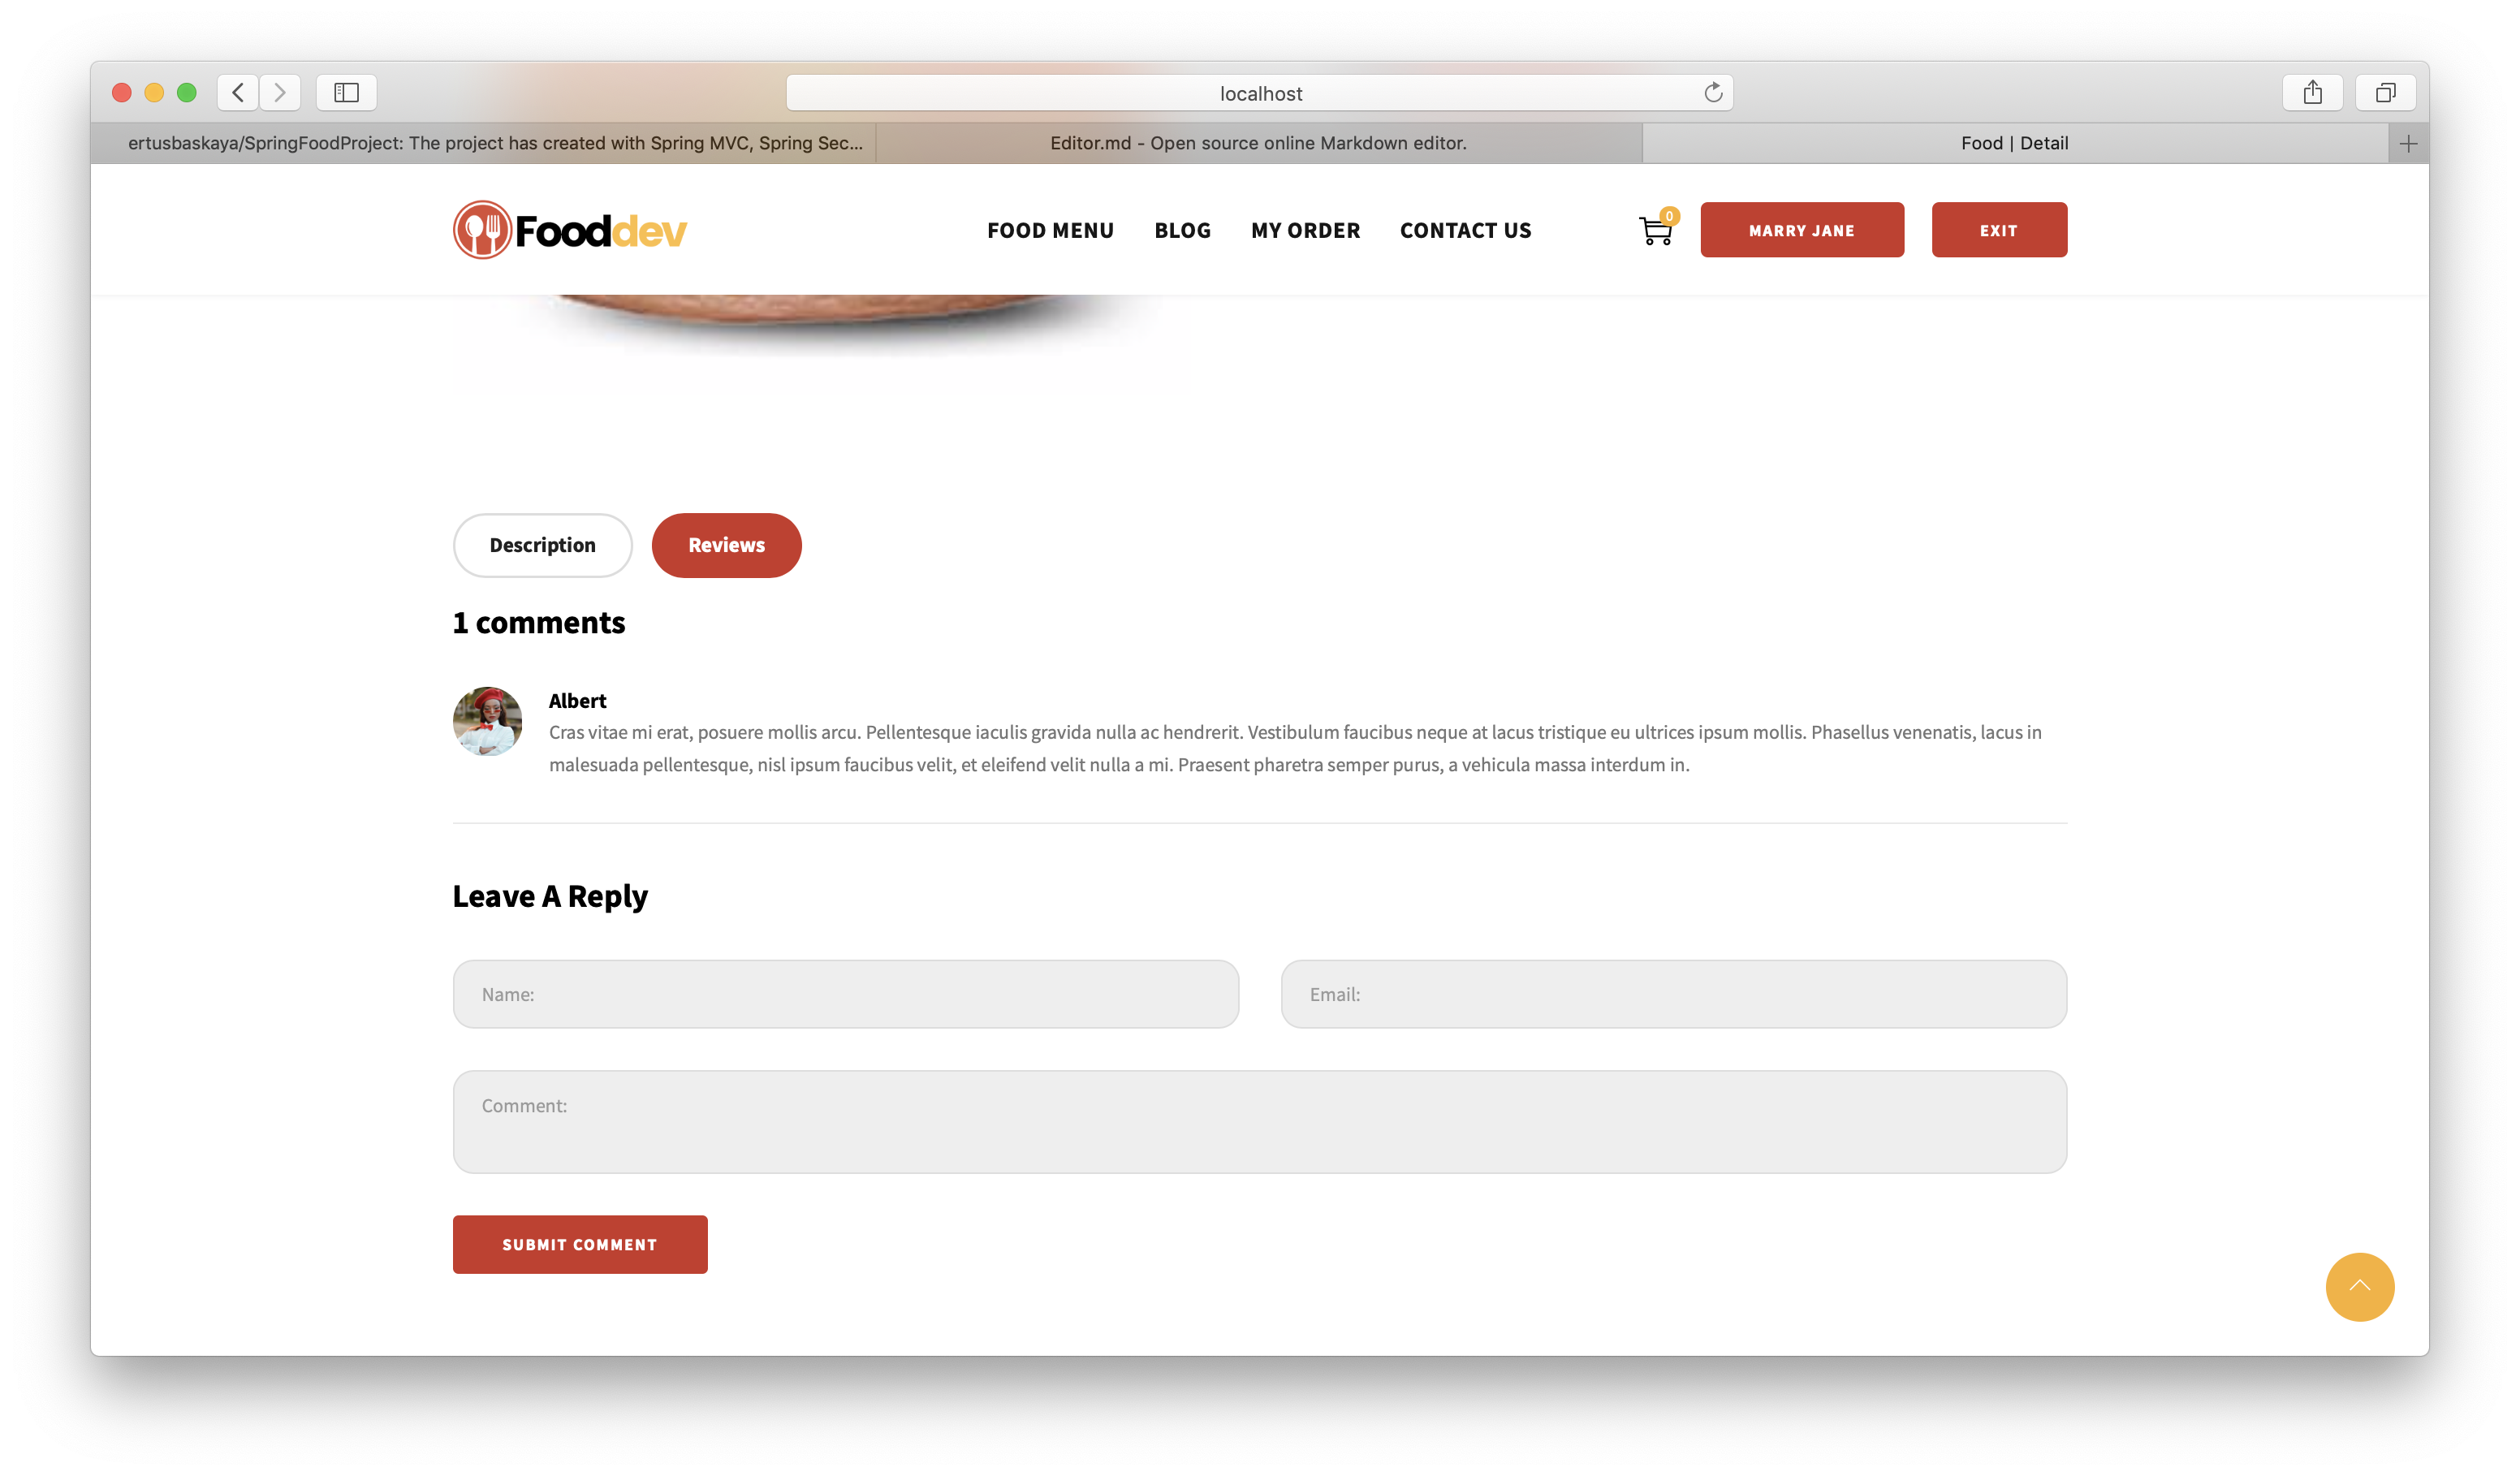 localhost
ertusbaskaya/SpringFoodProject: The project has created with Spring MVC, Spring Sec...
Editor.md - Open source online Markdown editor.
Food | Detail
Fooddev
FOOD MENU
BLOG
MY ORDER
CONTACT US
0
MARRY JANE
EXIT
Description
Reviews
1 comments
Albert
Cras vitae mi erat, posuere mollis arcu. Pellentesque iaculis gravida nulla ac hendrerit. Vestibulum faucibus neque at lacus tristique eu ultrices ipsum mollis. Phasellus venenatis, lacus in
malesuada pellentesque, nisl ipsum faucibus velit, et eleifend velit nulla a mi. Praesent pharetra semper purus, a vehicula massa interdum in.
Leave A Reply
Name:
Email:
Comment:
SUBMIT COMMENT